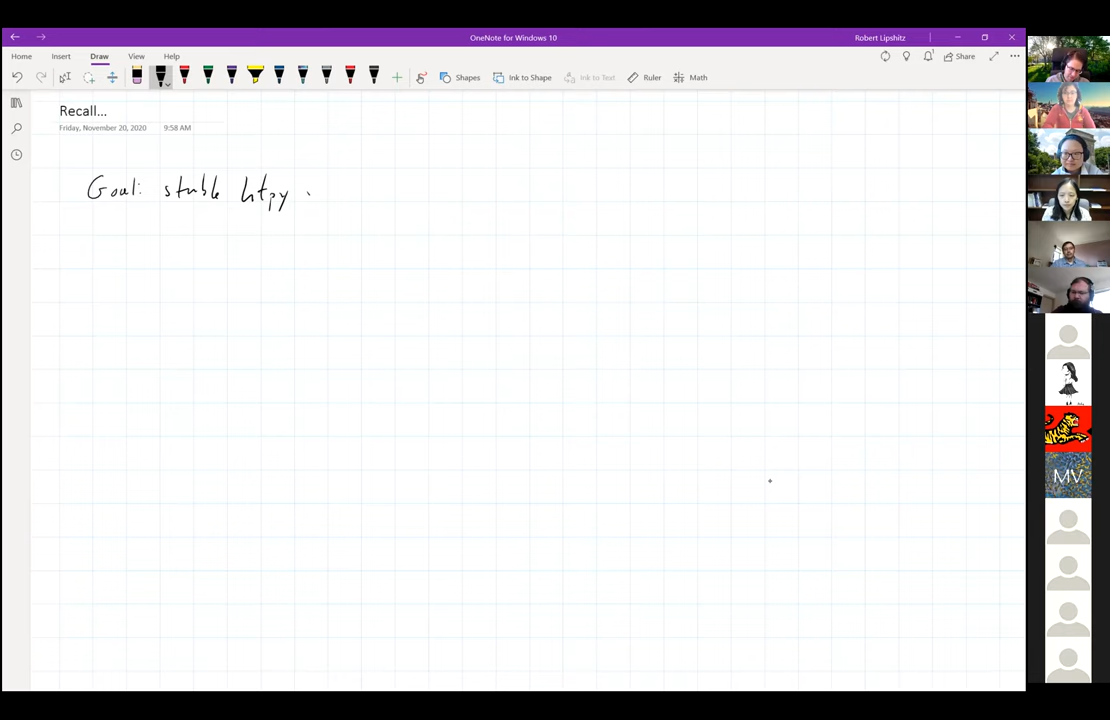 OneNote for Windows 10
Robert Lipshitz
Home Insert Draw View Help
Shapes Ink to Shape Ink to Text Ruler Math Share
Recall...
Friday, November 20, 2020 9:58 AM
Goal: stable htpy
MV